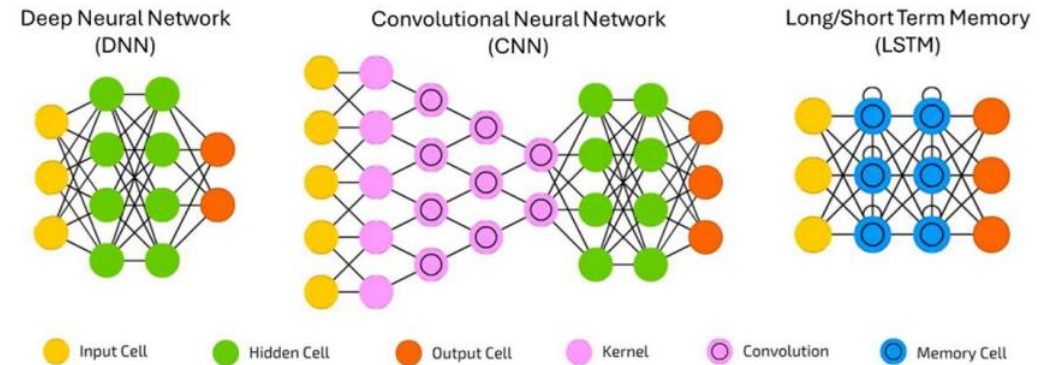 Deep Neural Network
(DNN)
Convolutional Neural Network
(CNN)
Long/Short Term Memory
(LSTM)
Input Cell
Hidden Cell
Output Cell
Kernel
Convolution
Memory Cell